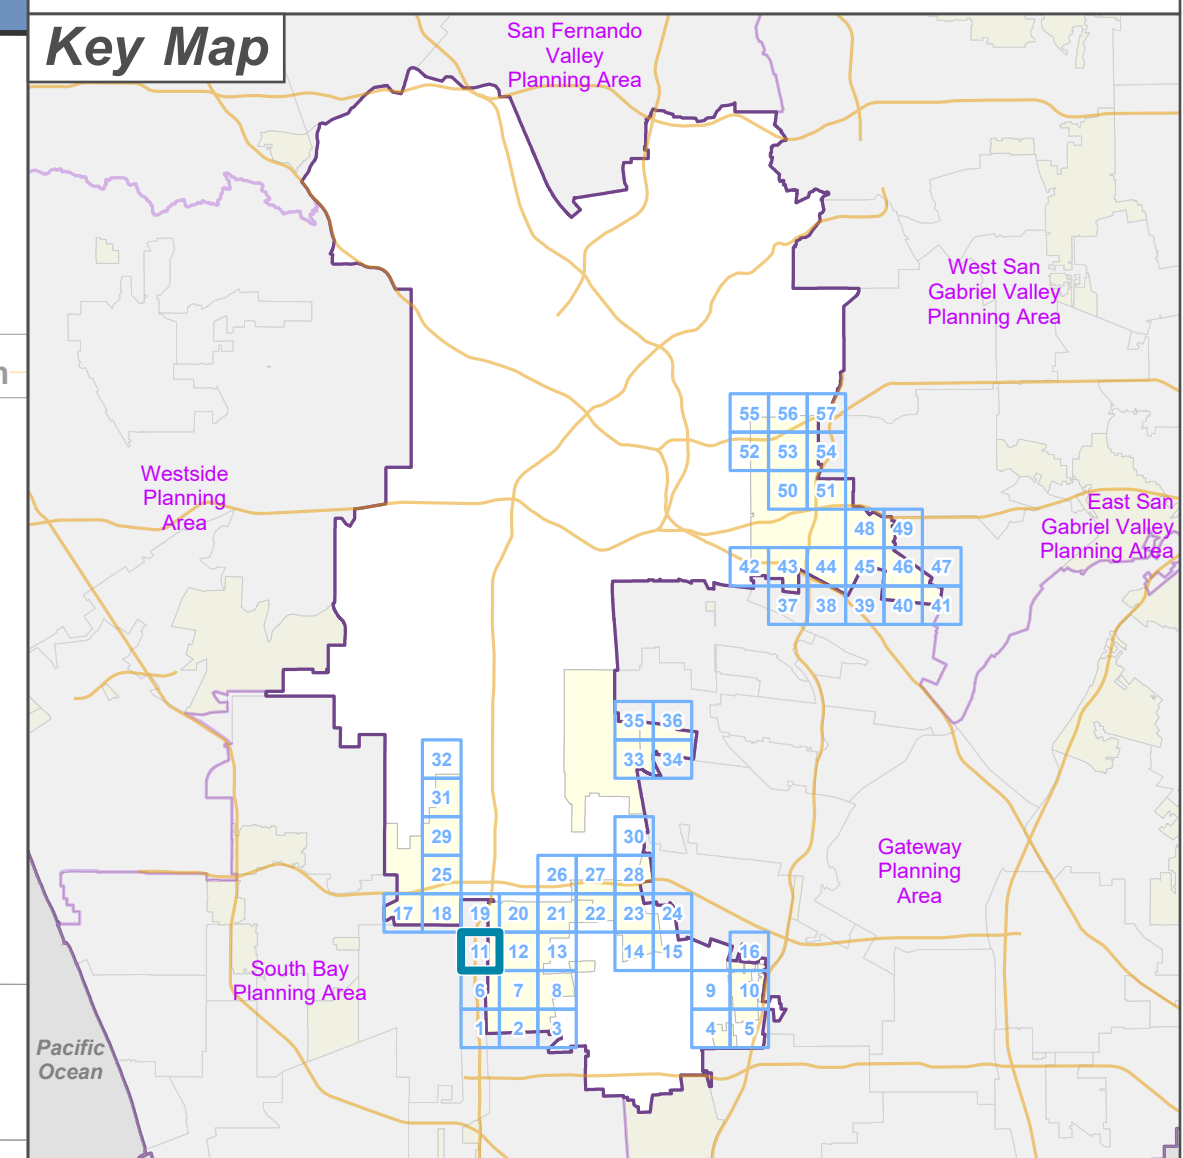 Key Map
San Fernando
Valley
Planning Area
West San
Gabriel Valley
Planning Area
n
55 56 57
Westside
Planning
Area
52 53 54
50 51
East San
Gabriel Valley
Planning Area
48 49
42 43 44 45 46 47
37 38 39 40 41
35 36
33 34
32
31
29
30
Gateway
Planning
Area
25
26 27 28
17 18 19 20 21 22 23 24
11 12 13
14 15
16
South Bay
Planning Area
6 7 8
9 10
1 2 3
4 5
Pacific
Ocean